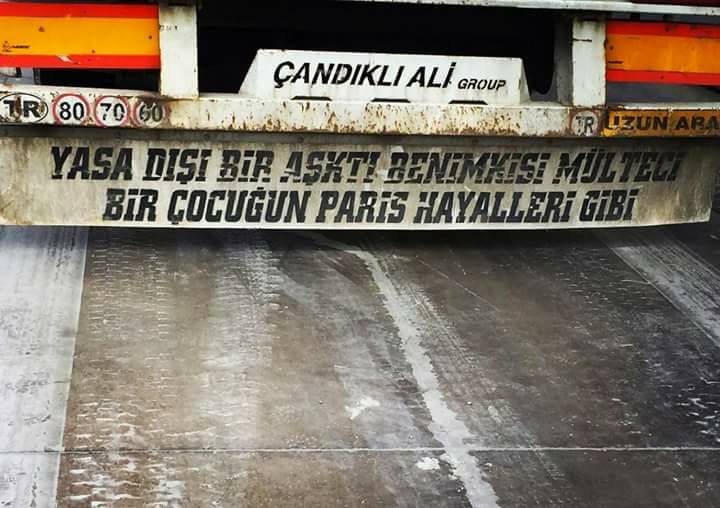 ÇANDIKLI ALİ GROUP
TR 80 70 60
TR UZUN ARA
YASA DIŞI BİR AŞKTI BENİMKİSİ MÜLTECİ
BİR ÇOCUĞUN PARİS HAYALLERİ GİBİ